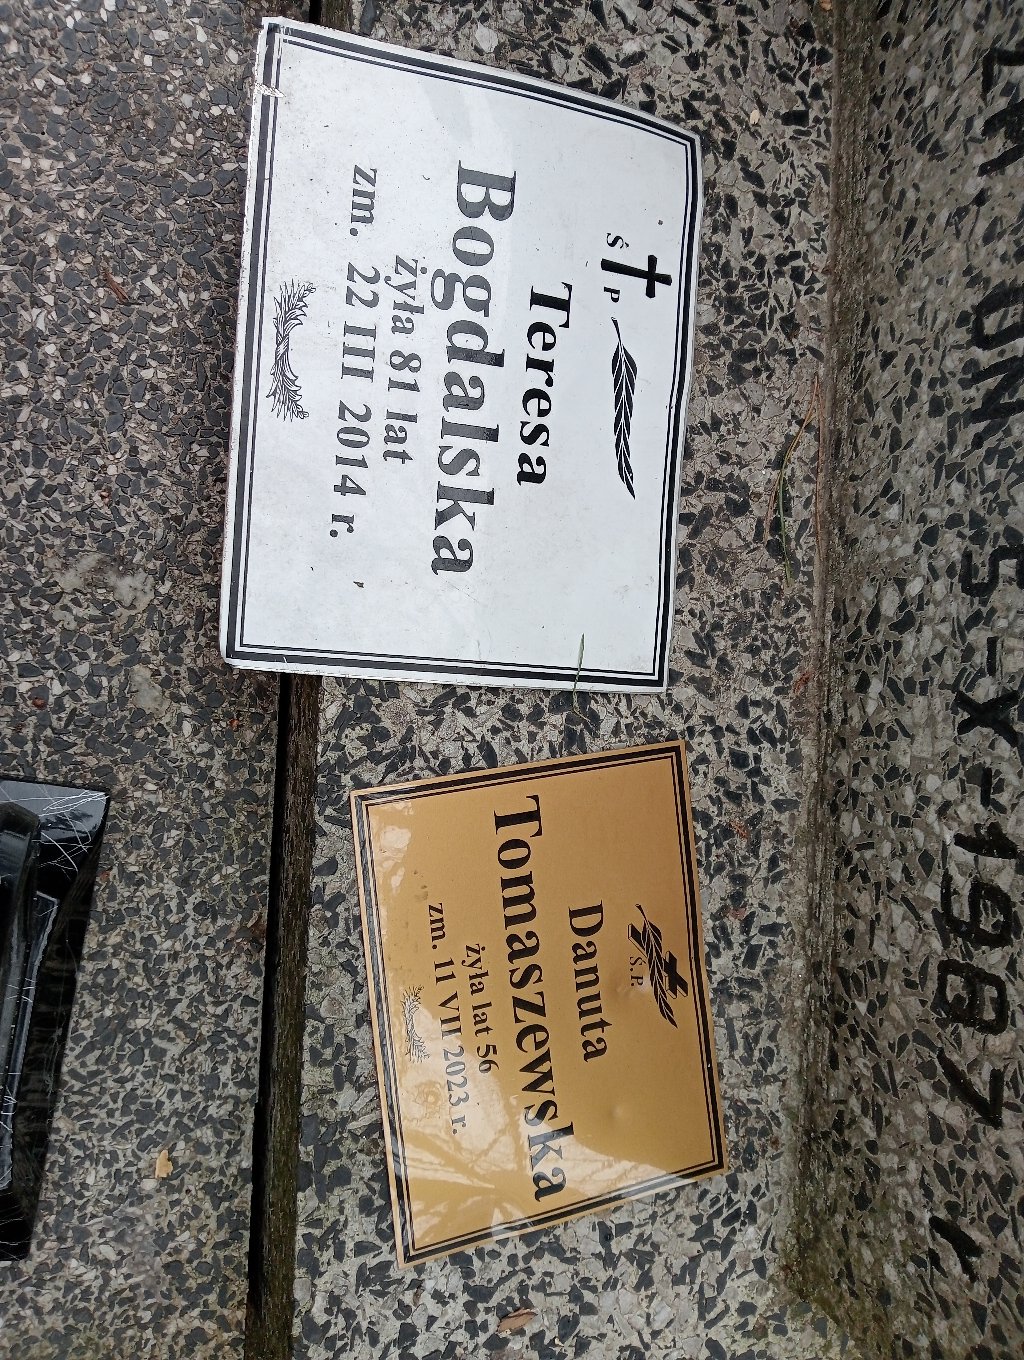 Ś P
Teresa
Bogdalska
żyła 81 lat
zm. 22 III 2014 r.
Ś.P.
Danuta
Tomaszewska
żyła lat 56
zm. 11 VII 2023 r.
5-X-1987